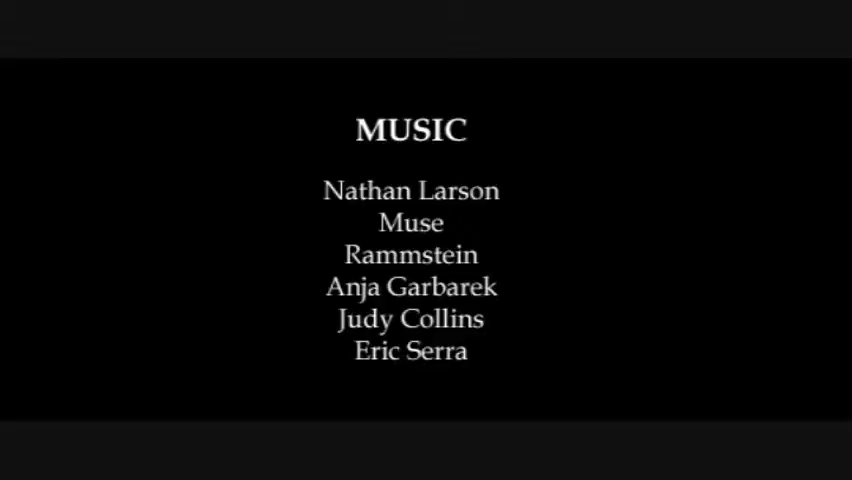 MUSIC
Nathan Larson
Muse
Rammstein
Anja Garbarek
Judy Collins
Eric Serra